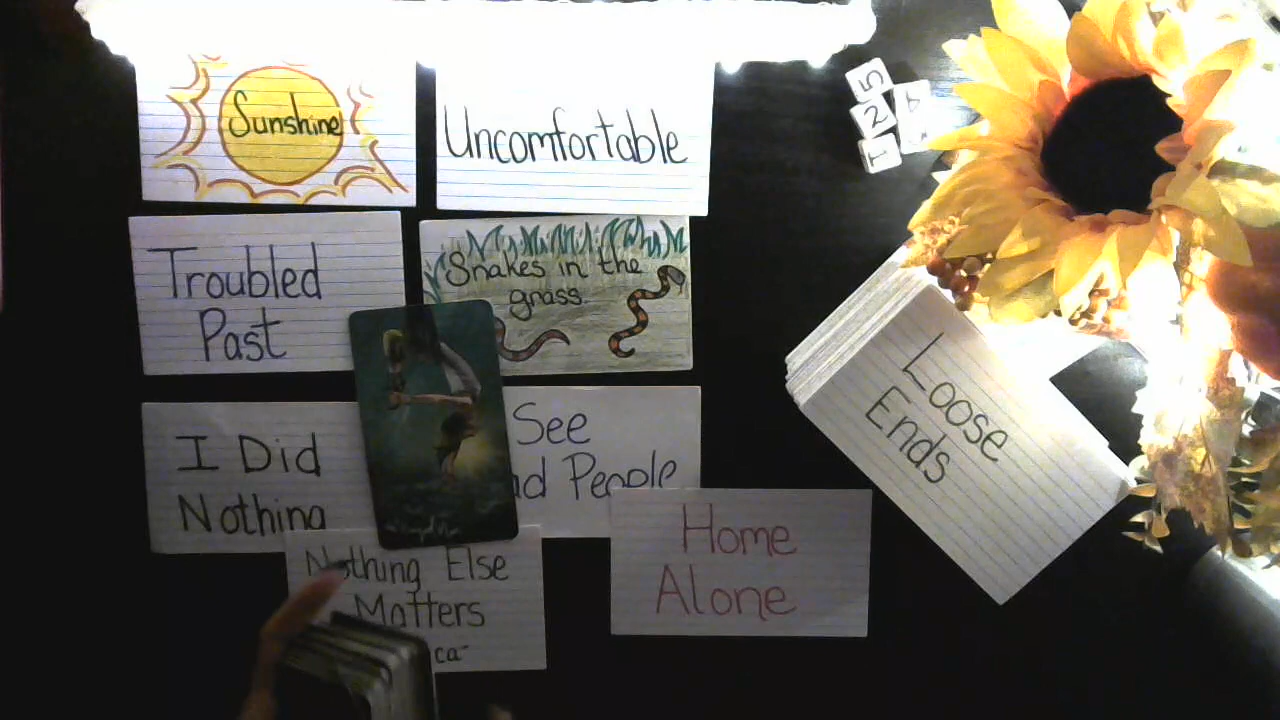 Sunshine
Uncomfortable
Troubled
Past
Snakes in the
grass.
I Did
Nothing
See
People
Nothing Else
Matters
Home
Alone
Loose
Ends
5
2
1